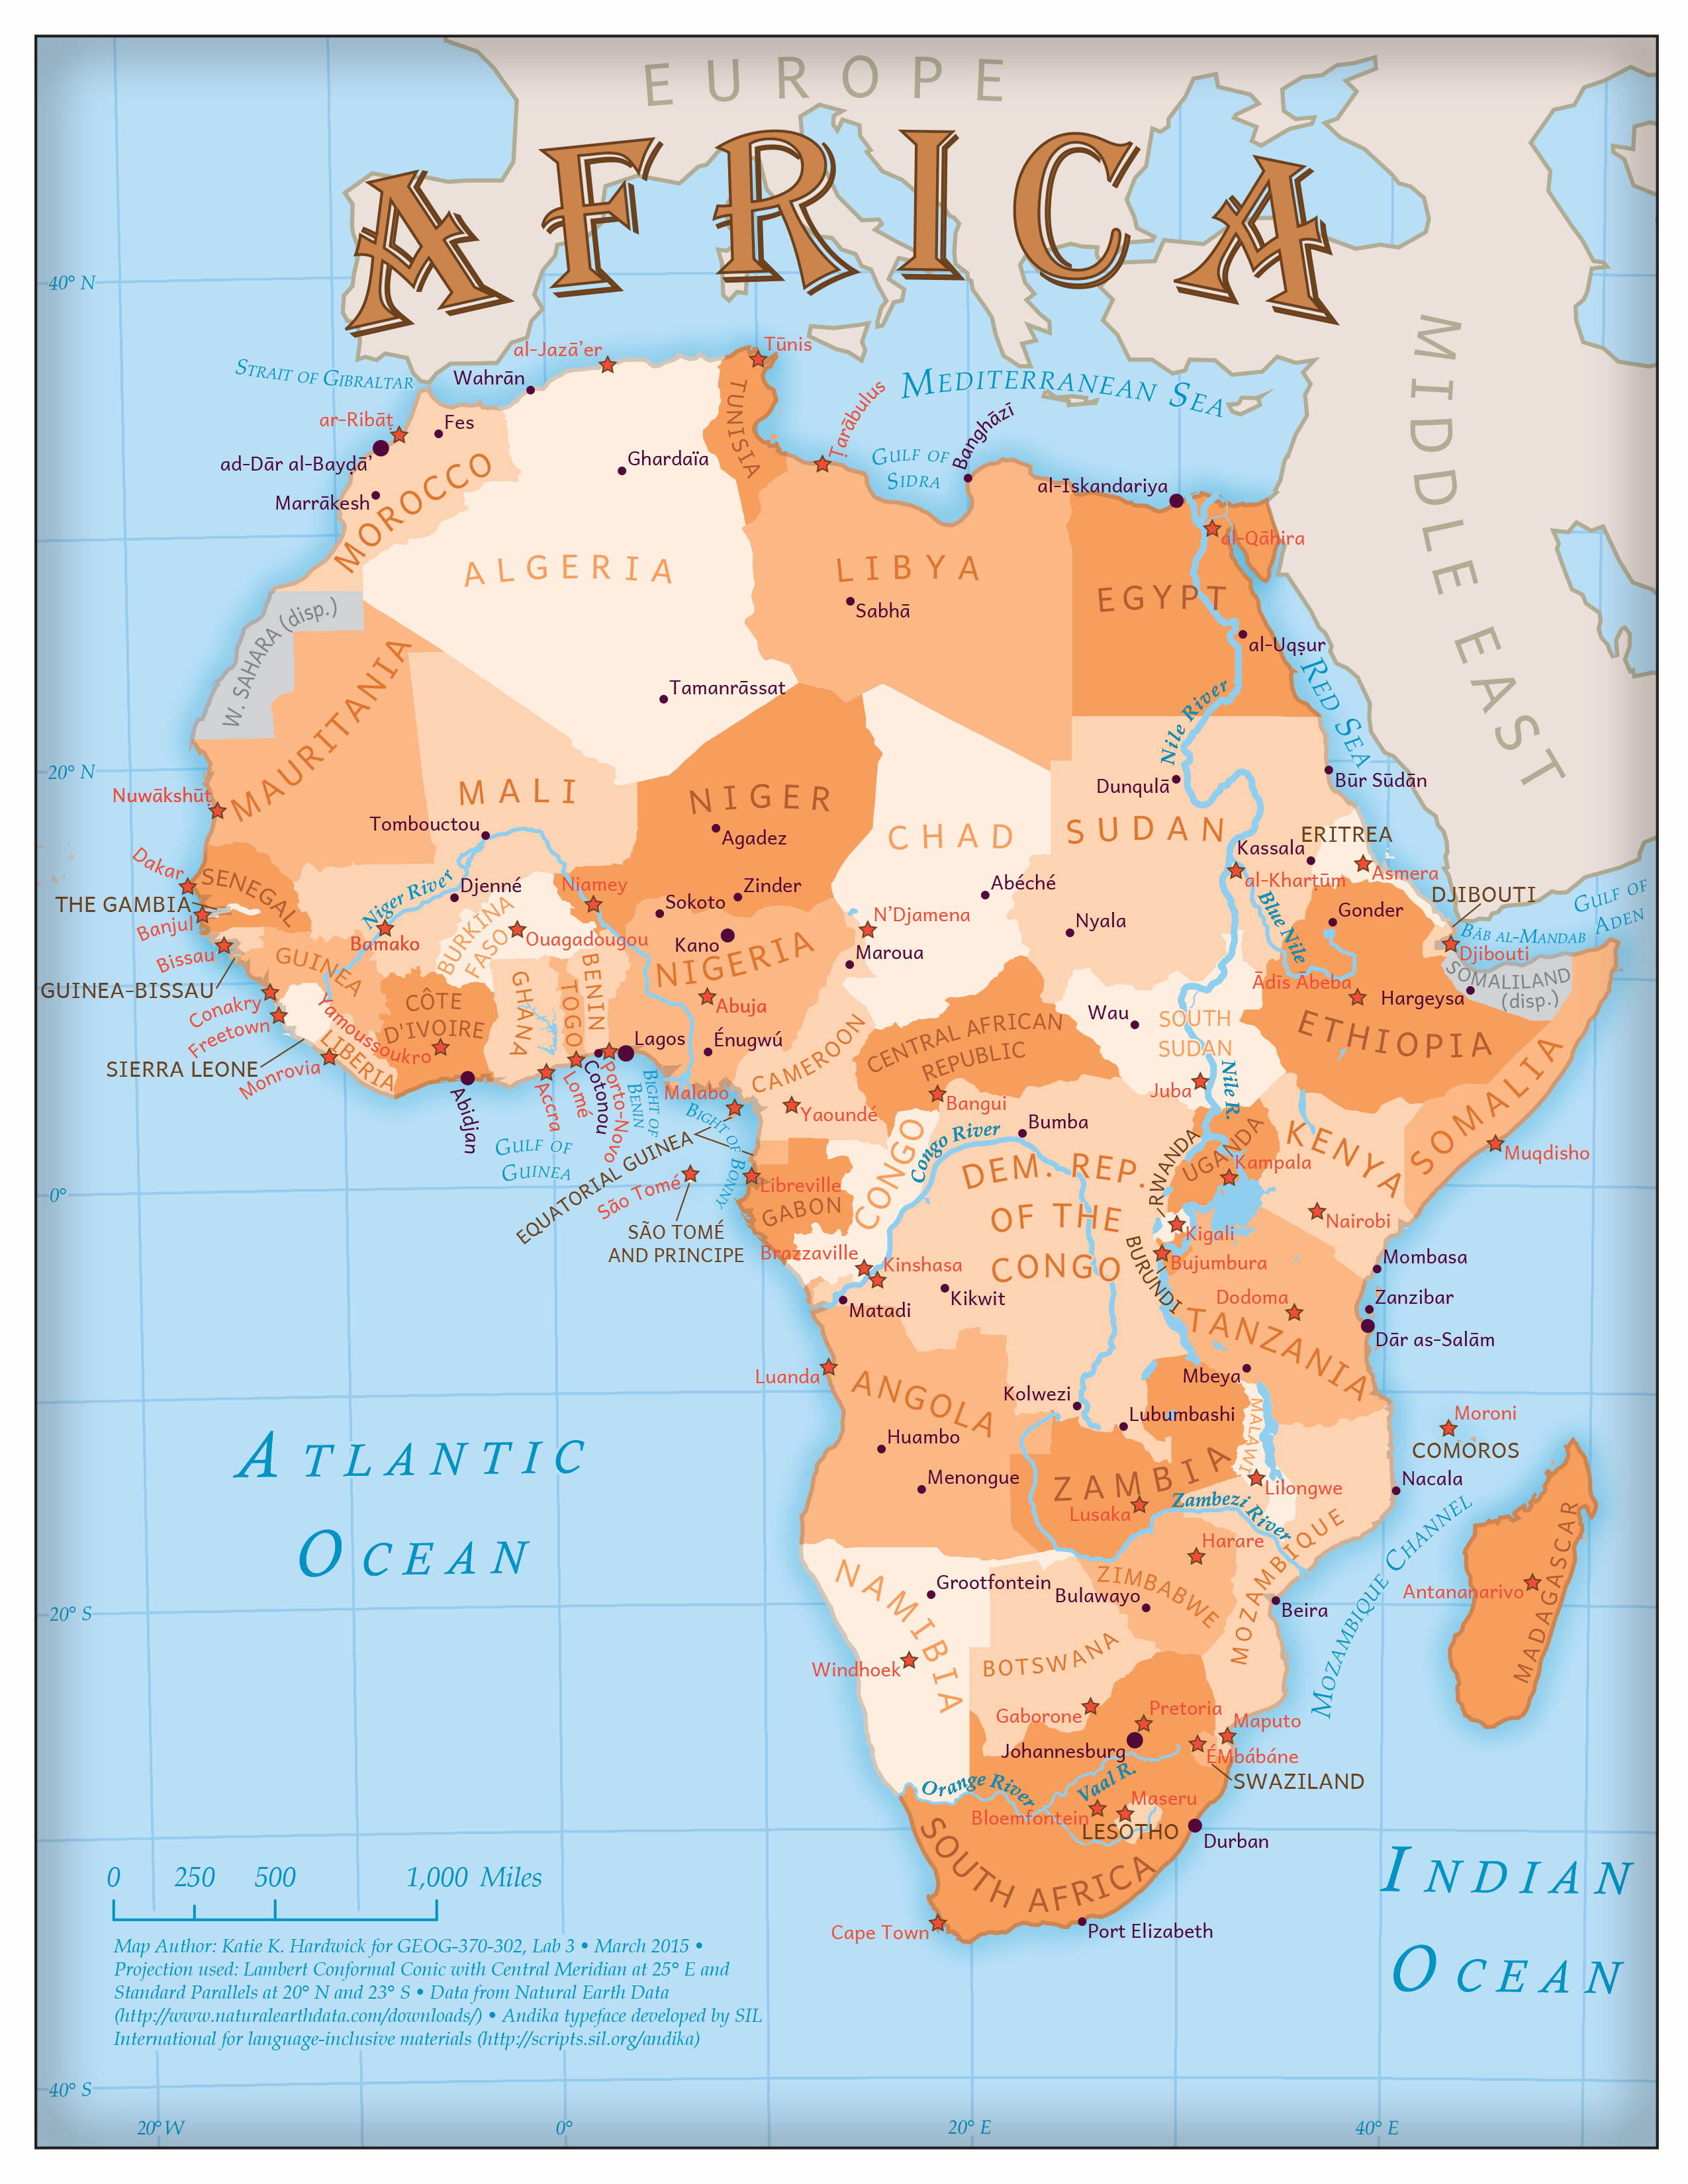 EUROPE
AFRICA
MIDDLE EAST
40° N
STRAIT OF GIBRALTAR
al-Jazā’er
Tūnis
Wahrān
MEDITERRANEAN SEA
ar-Ribāṭ
Fes
TUNISIA
Ṭarābulus
Banghāzī
ad-Dār al-Bayḍā’
Ghardaïa
GULF OF
SIDRA
al-Iskandariya
Marrākesh
MOROCCO
al-Qāhira
ALGERIA
LIBYA
EGYPT
Sabhā
W. SAHARA (disp.)
al-Uqṣur
RED SEA
Tamanrāssat
MAURITANIA
Nile River
20° N
Nuwākshūṭ
MALI
NIGER
Dunqulā
Būr Sūdān
Tombouctou
Agadez
CHAD
SUDAN
ERITREA
Kassala
Dakar
SENEGAL
Niger River
Djenné
Niamey
Zinder
Abéché
al-Kharṭūm
Asmera
THE GAMBIA
Sokoto
DJIBOUTI
GULF OF
ADEN
Banjul
BURKINA
FASO
N’Djamena
Nyala
Gonder
Blue Nile
BĀB AL-MANDAB
Bamako
Ouagadougou
Kano
NIGERIA
Maroua
Djibouti
Bissau
GUINEA
BENIN
Ādīs Ābeba
SOMALILAND
(disp.)
GUINEA-BISSAU
GHANA
TOGO
Abuja
Hargeysa
Conakry
CÔTE
D'IVOIRE
Wau
SOUTH
SUDAN
Freetown
Yamoussoukro
Lagos
Énugwú
CAMEROON
CENTRAL AFRICAN
REPUBLIC
ETHIOPIA
SIERRA LEONE
LIBERIA
Monrovia
Abidjan
Accra
Lomé
Cotonou
Porto-Novo
BIGHT OF
BENIN
Malabo
BIGHT OF BONNY
Yaoundé
Bangui
Juba
Nile R.
SOMALIA
Bumba
GULF OF
GUINEA
EQUATORIAL GUINEA
CONGO
Congo River
DEM. REP.
OF THE
CONGO
RWANDA
UGANDA
KENYA
Kampala
Muqdisho
0°
São Tomé
Libreville
GABON
Nairobi
SÃO TOMÉ
AND PRINCIPE
Brazzaville
Kinshasa
Kigali
BURUNDI
Bujumbura
Mombasa
Matadi
Kikwit
Dodoma
Zanzibar
TANZANIA
Dār as-Salām
Luanda
ANGOLA
Mbeya
Kolwezi
Lubumbashi
MALAWI
Moroni
COMOROS
ATLANTIC
OCEAN
Huambo
Menongue
ZAMBIA
Lilongwe
Nacala
Lusaka
Zambezi River
MOZAMBIQUE
MOZAMBIQUE CHANNEL
Harare
NAMIBIA
Grootfontein
ZIMBABWE
Bulawayo
Beira
Antananarivo
MADAGASCAR
20° S
Windhoek
BOTSWANA
Gaborone
Pretoria
Maputo
Johannesburg
ÉMbábáne
SWAZILAND
Orange River
Vaal R.
Maseru
Bloemfontein
LESOTHO
Durban
SOUTH AFRICA
Cape Town
Port Elizabeth
INDIAN
OCEAN
0 250 500 1,000 Miles
Map Author: Katie K. Hardwick for GEOG-370-302, Lab 3 • March 2015 •
Projection used: Lambert Conformal Conic with Central Meridian at 25° E and
Standard Parallels at 20° N and 23° S • Data from Natural Earth Data
(http://www.naturalearthdata.com/downloads/) • Andika typeface developed by SIL
International for language-inclusive materials (http://scripts.sil.org/andika)
40° S
20° W
0°
20° E
40° E